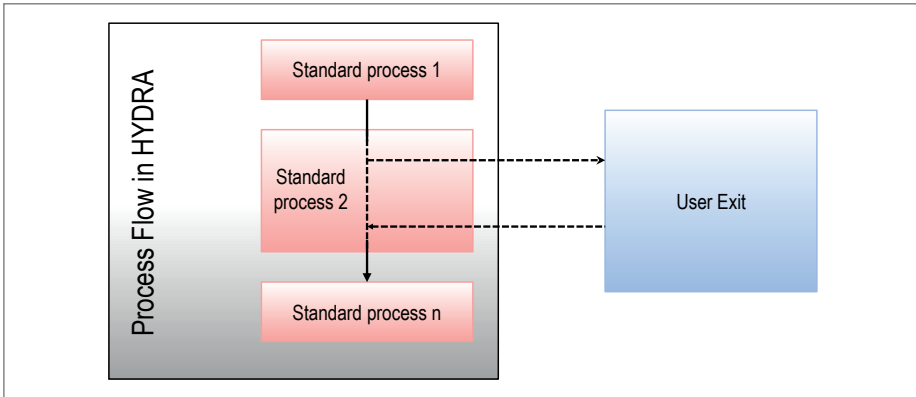 Process Flow in HYDRA
Standard process 1
Standard
process 2
Standard process n
User Exit